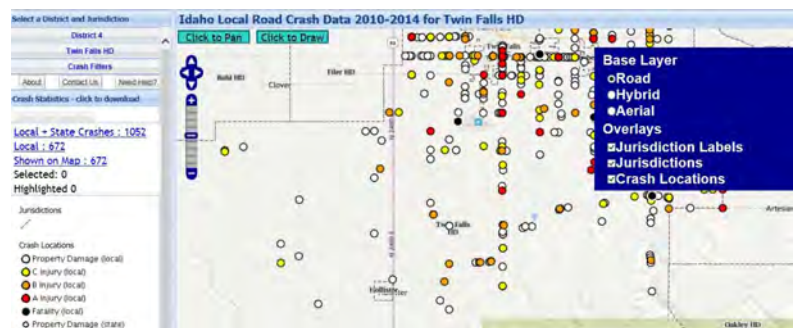 Select a District and Jurisdiction
District 4
Twin Falls HD
Crash Filters
About
Contact Us
Need Help?
Crash Statistics - click to download
Local + State Crashes : 1052
Local : 672
Shown on Map : 672
Selected: 0
Highlighted 0
Jurisdictions
Crash Locations
Property Damage (local)
C Injury (local)
B Injury (local)
A Injury (local)
Fatality (local)
Property Damage (state)
Idaho Local Road Crash Data 2010-2014 for Twin Falls HD
Click to Pan
Click to Draw
Twin Falls
Buhl HD
Filer HD
Clover
Base Layer
Road
Hybrid
Aerial
Overlays
Jurisdiction Labels
Jurisdictions
Crash Locations
Artesian
Twin Falls
HD
Hollister
Oakley HD